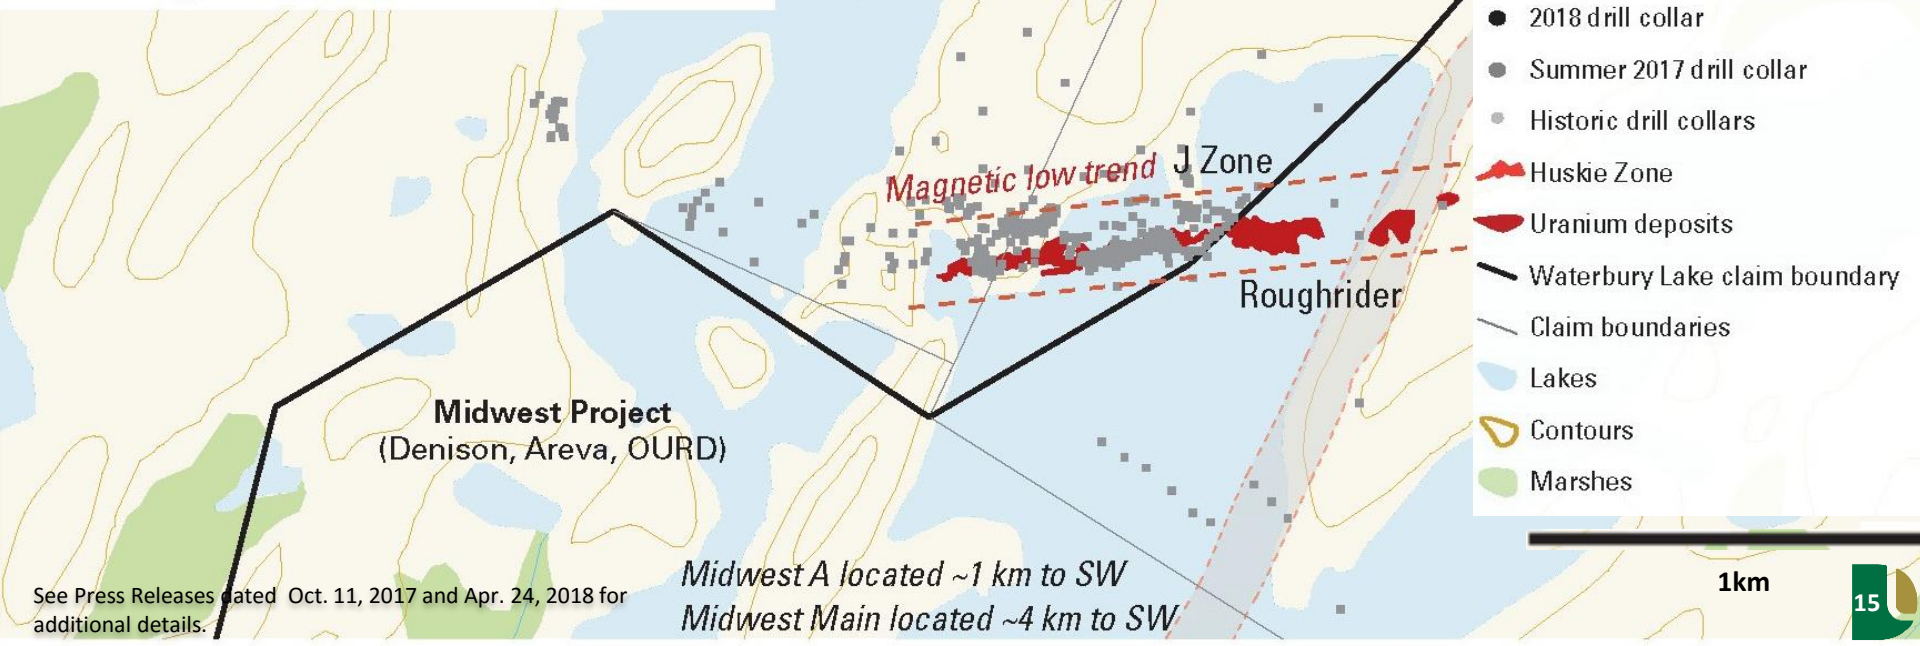 2018 drill collar
Summer 2017 drill collar
Historic drill collars
Huskie Zone
Uranium deposits
Waterbury Lake claim boundary
Claim boundaries
Lakes
Contours
Marshes
Magnetic low trend
J Zone
Roughrider
Midwest Project
(Denison, Areva, OURD)
Midwest A located ~1 km to SW
Midwest Main located ~4 km to SW
See Press Releases dated Oct. 11, 2017 and Apr. 24, 2018 for
additional details.
1km
15